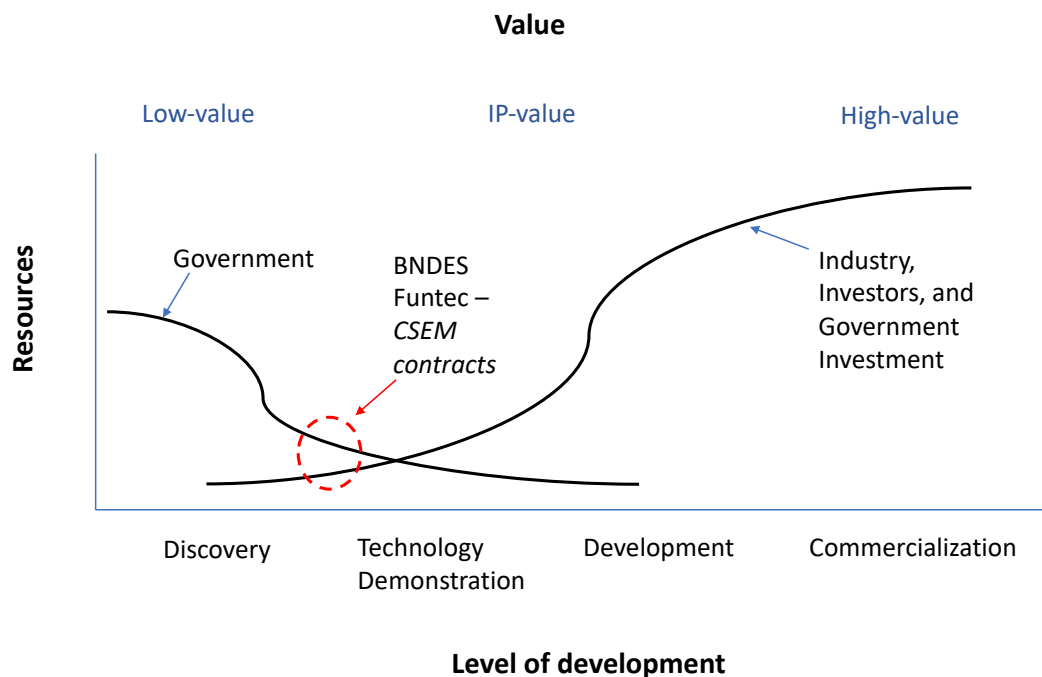 Value
Low-value
IP-value
High-value
Resources
Government
BNDES
Funtec –
CSEM
contracts
Industry,
Investors, and
Government
Investment
Discovery
Technology
Demonstration
Development
Commercialization
Level of development